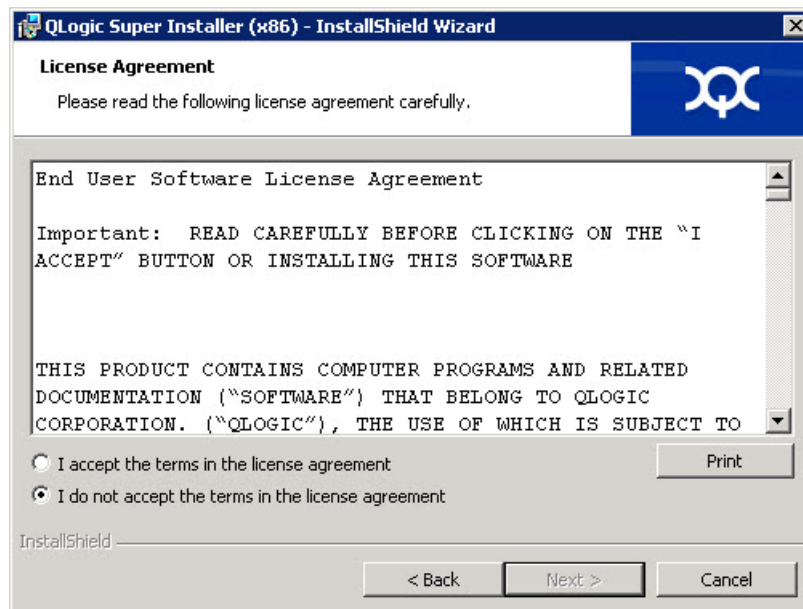 QLogic Super Installer (x86) - InstallShield Wizard
License Agreement
Please read the following license agreement carefully.
End User Software License Agreement
Important:  READ CAREFULLY BEFORE CLICKING ON THE “I
ACCEPT” BUTTON OR INSTALLING THIS SOFTWARE
THIS PRODUCT CONTAINS COMPUTER PROGRAMS AND RELATED
DOCUMENTATION (“SOFTWARE”) THAT BELONG TO QLOGIC
CORPORATION. (“QLOGIC”), THE USE OF WHICH IS SUBJECT TO
I accept the terms in the license agreement
Print
I do not accept the terms in the license agreement
InstallShield
< Back
Next >
Cancel